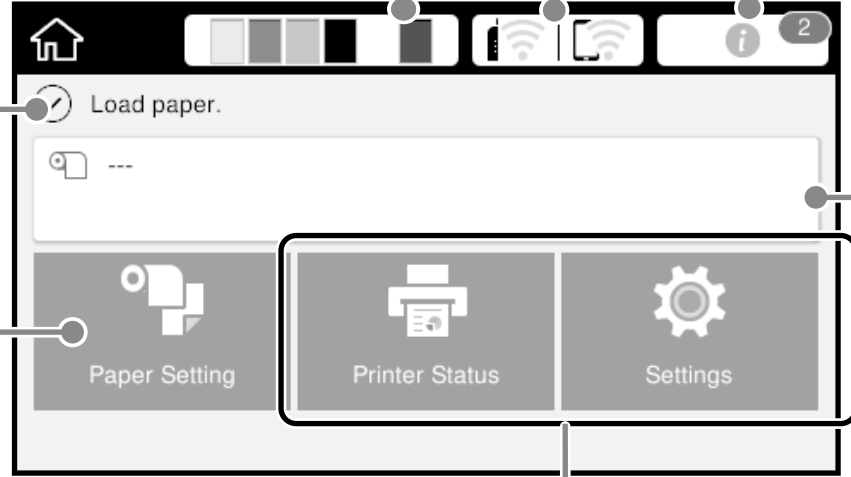 i
2
Load paper.
---
Paper Setting
Printer Status
Settings